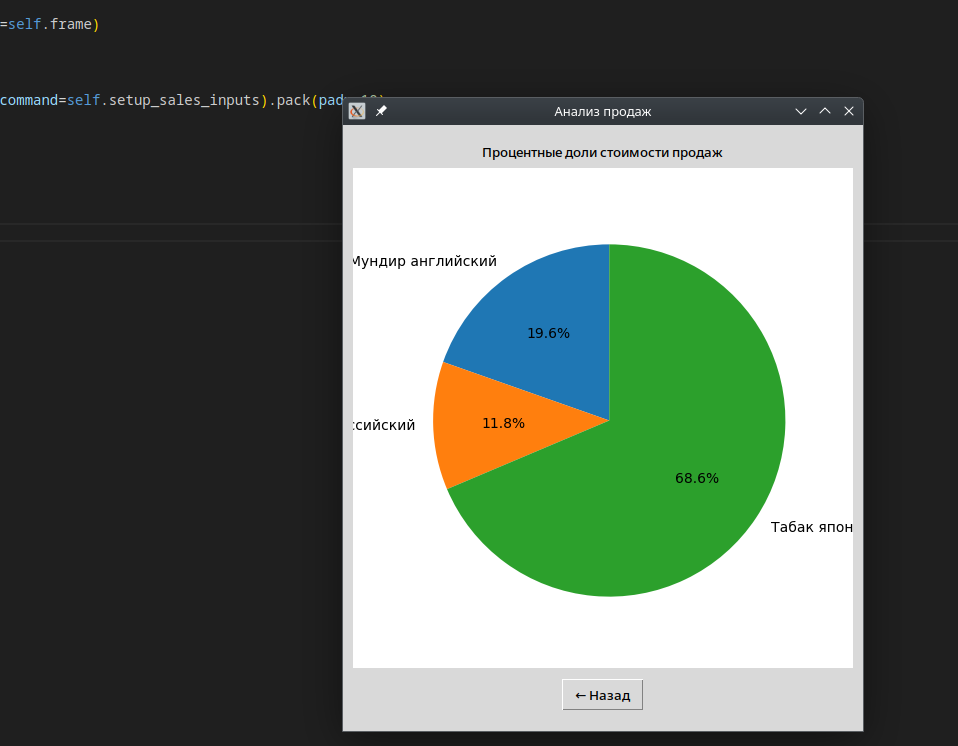 =self.frame)
command=self.setup_sales_inputs).pack(
Анализ продаж
Процентные доли стоимости продаж
Мундир английский
19.6%
ссийский
11.8%
68.6%
Табак япон
← Назад